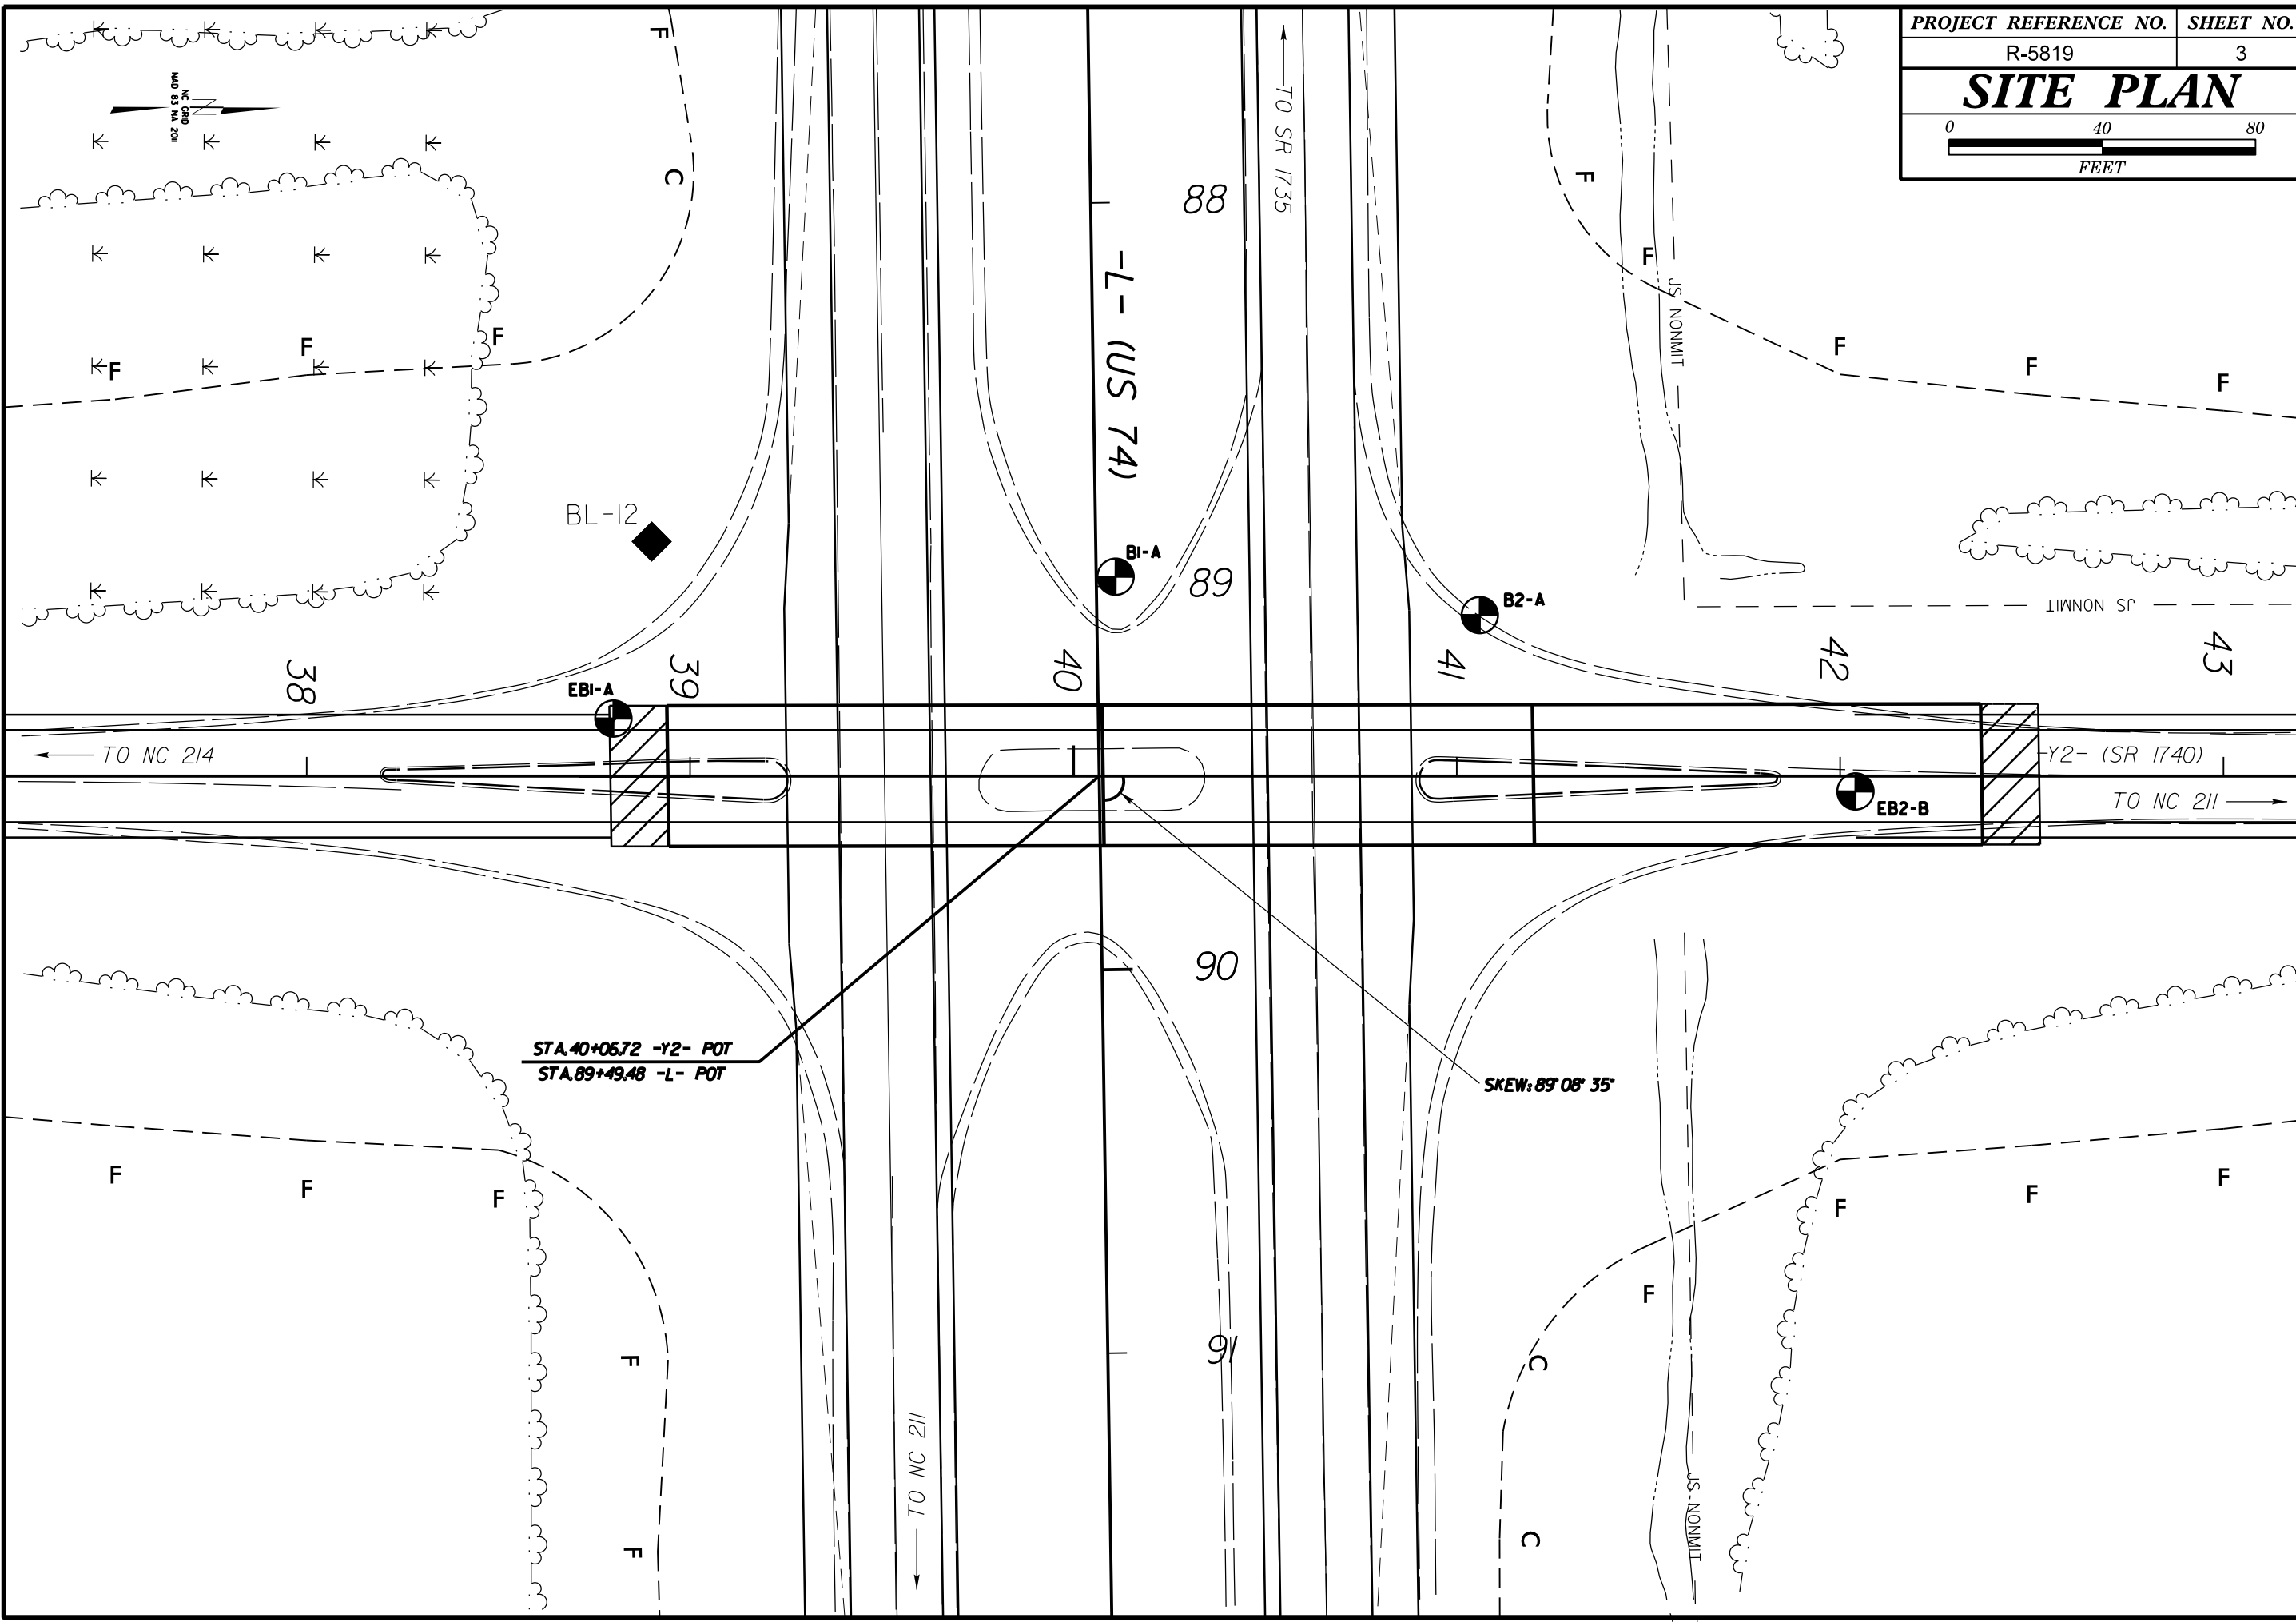 PROJECT REFERENCE NO. SHEET NO.
R-5819 3
SITE PLAN
0 40 80
FEET
NC GRID
NAD 83 NA 2011
F
C
TO SR 1735
88
F
F
JS NONMIT
-L- (US 74)
F
F
F
F
F
F
BL-12
B1-A
89
B2-A
JS NONMIT
38
39
40
41
42
43
EB1-A
TO NC 214
-Y2- (SR 1740)
TO NC 211
EB2-B
90
STA.40+06.72 -Y2- POT
STA.89+49.48 -L- POT
SKEW: 89°08'35"
F
F
F
F
F
F
F
91
F
C
TO NC 211
JS NONMIT
F
C